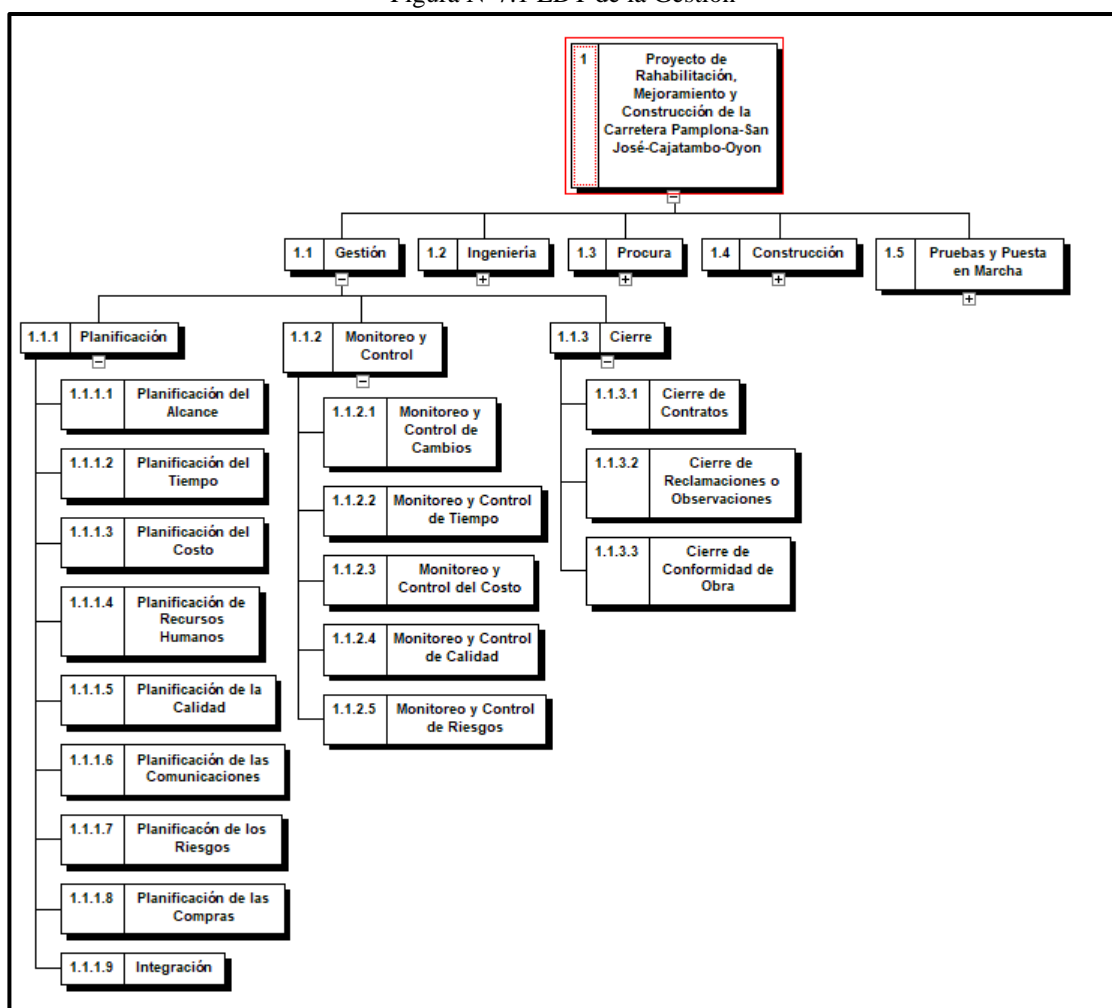 Figura N°7.1 EDT de la Gestión
1
Proyecto de
Rahabilitación,
Mejoramiento y
Construcción de la
Carretera Pamplona-San
José-Cajatambo-Oyon
1.1 Gestión
1.2 Ingeniería
1.3 Procura
1.4 Construcción
1.5 Pruebas y Puesta
en Marcha
1.1.1 Planificación
1.1.1.1 Planificación del
Alcance
1.1.1.2 Planificación del
Tiempo
1.1.1.3 Planificación del
Costo
1.1.1.4 Planificación de
Recursos
Humanos
1.1.1.5 Planificación de la
Calidad
1.1.1.6 Planificación de las
Comunicaciones
1.1.1.7 Planificacón de los
Riesgos
1.1.1.8 Planificación de las
Compras
1.1.1.9 Integración
1.1.2 Monitoreo y
Control
1.1.2.1 Monitoreo y
Control de
Cambios
1.1.2.2 Monitoreo y Control
de Tiempo
1.1.2.3 Monitoreo y
Control del Costo
1.1.2.4 Monitoreo y Control
de Calidad
1.1.2.5 Monitoreo y Control
de Riesgos
1.1.3 Cierre
1.1.3.1 Cierre de
Contratos
1.1.3.2 Cierre de
Reclamaciones o
Observaciones
1.1.3.3 Cierre de
Conformidad de
Obra